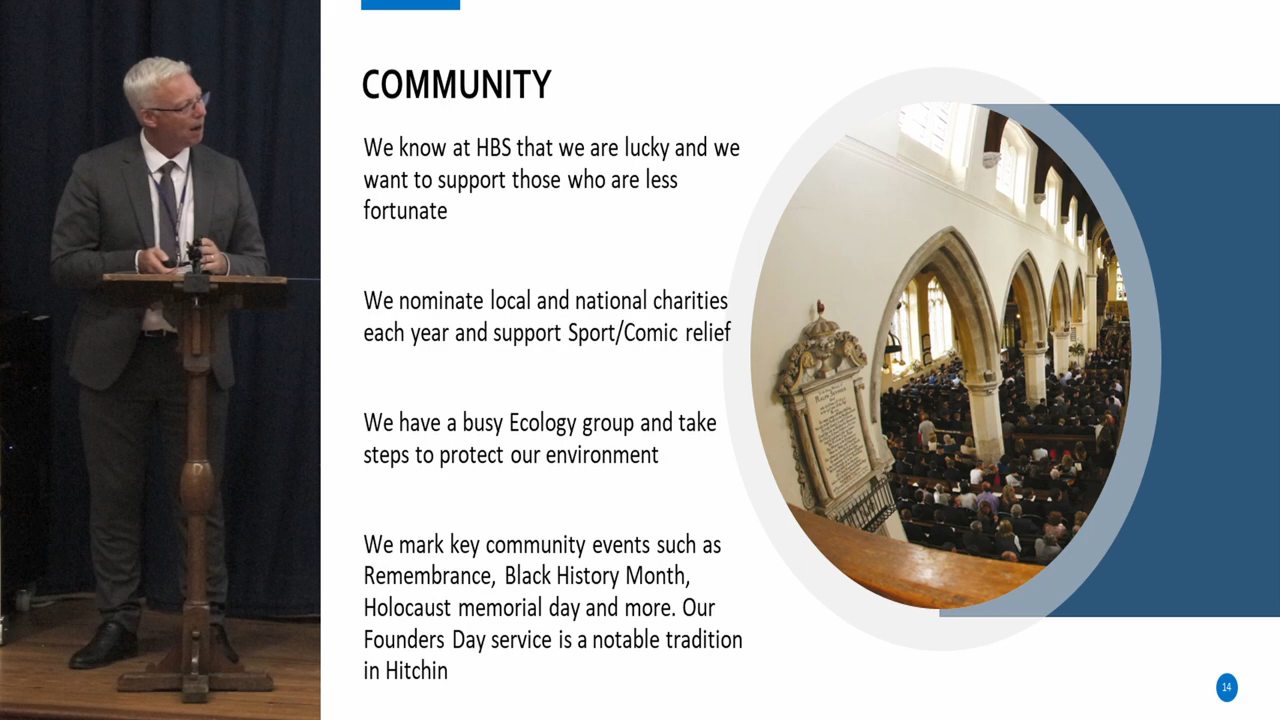 COMMUNITY
We know at HBS that we are lucky and we
want to support those who are less
fortunate
We nominate local and national charities
each year and support Sport/Comic relief
We have a busy Ecology group and take
steps to protect our environment
We mark key community events such as
Remembrance, Black History Month,
Holocaust memorial day and more. Our
Founders Day service is a notable tradition
in Hitchin
14